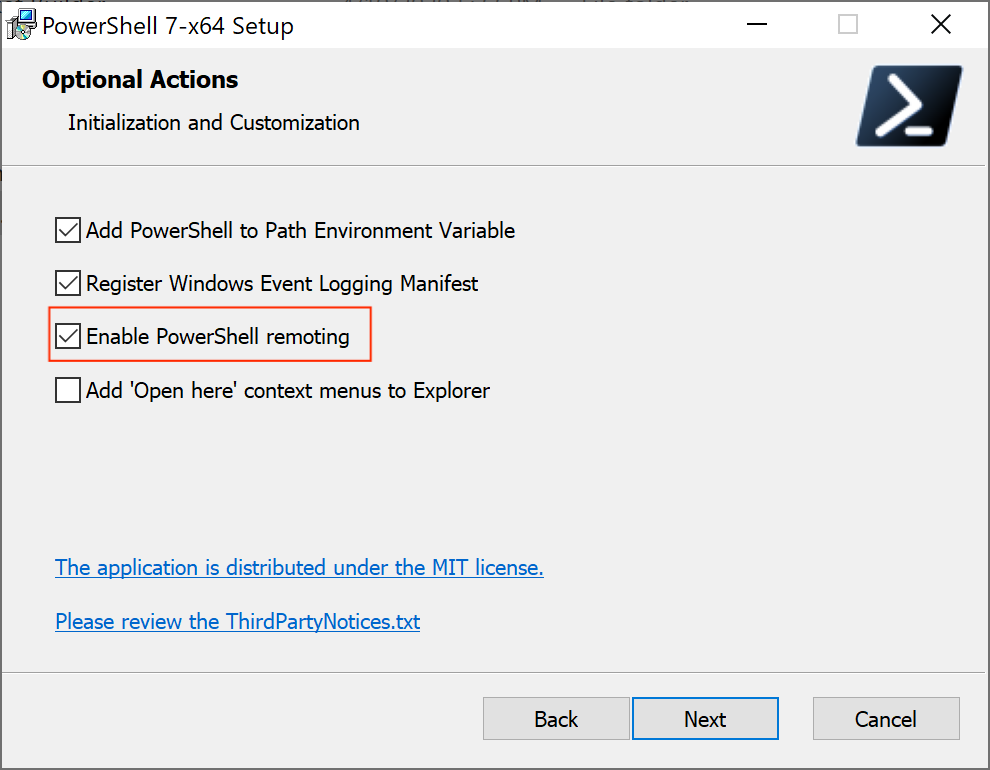 PowerShell 7-x64 Setup
Optional Actions
Initialization and Customization
Add PowerShell to Path Environment Variable
Register Windows Event Logging Manifest
Enable PowerShell remoting
Add 'Open here' context menus to Explorer
The application is distributed under the MIT license.
Please review the ThirdPartyNotices.txt
Back Next Cancel